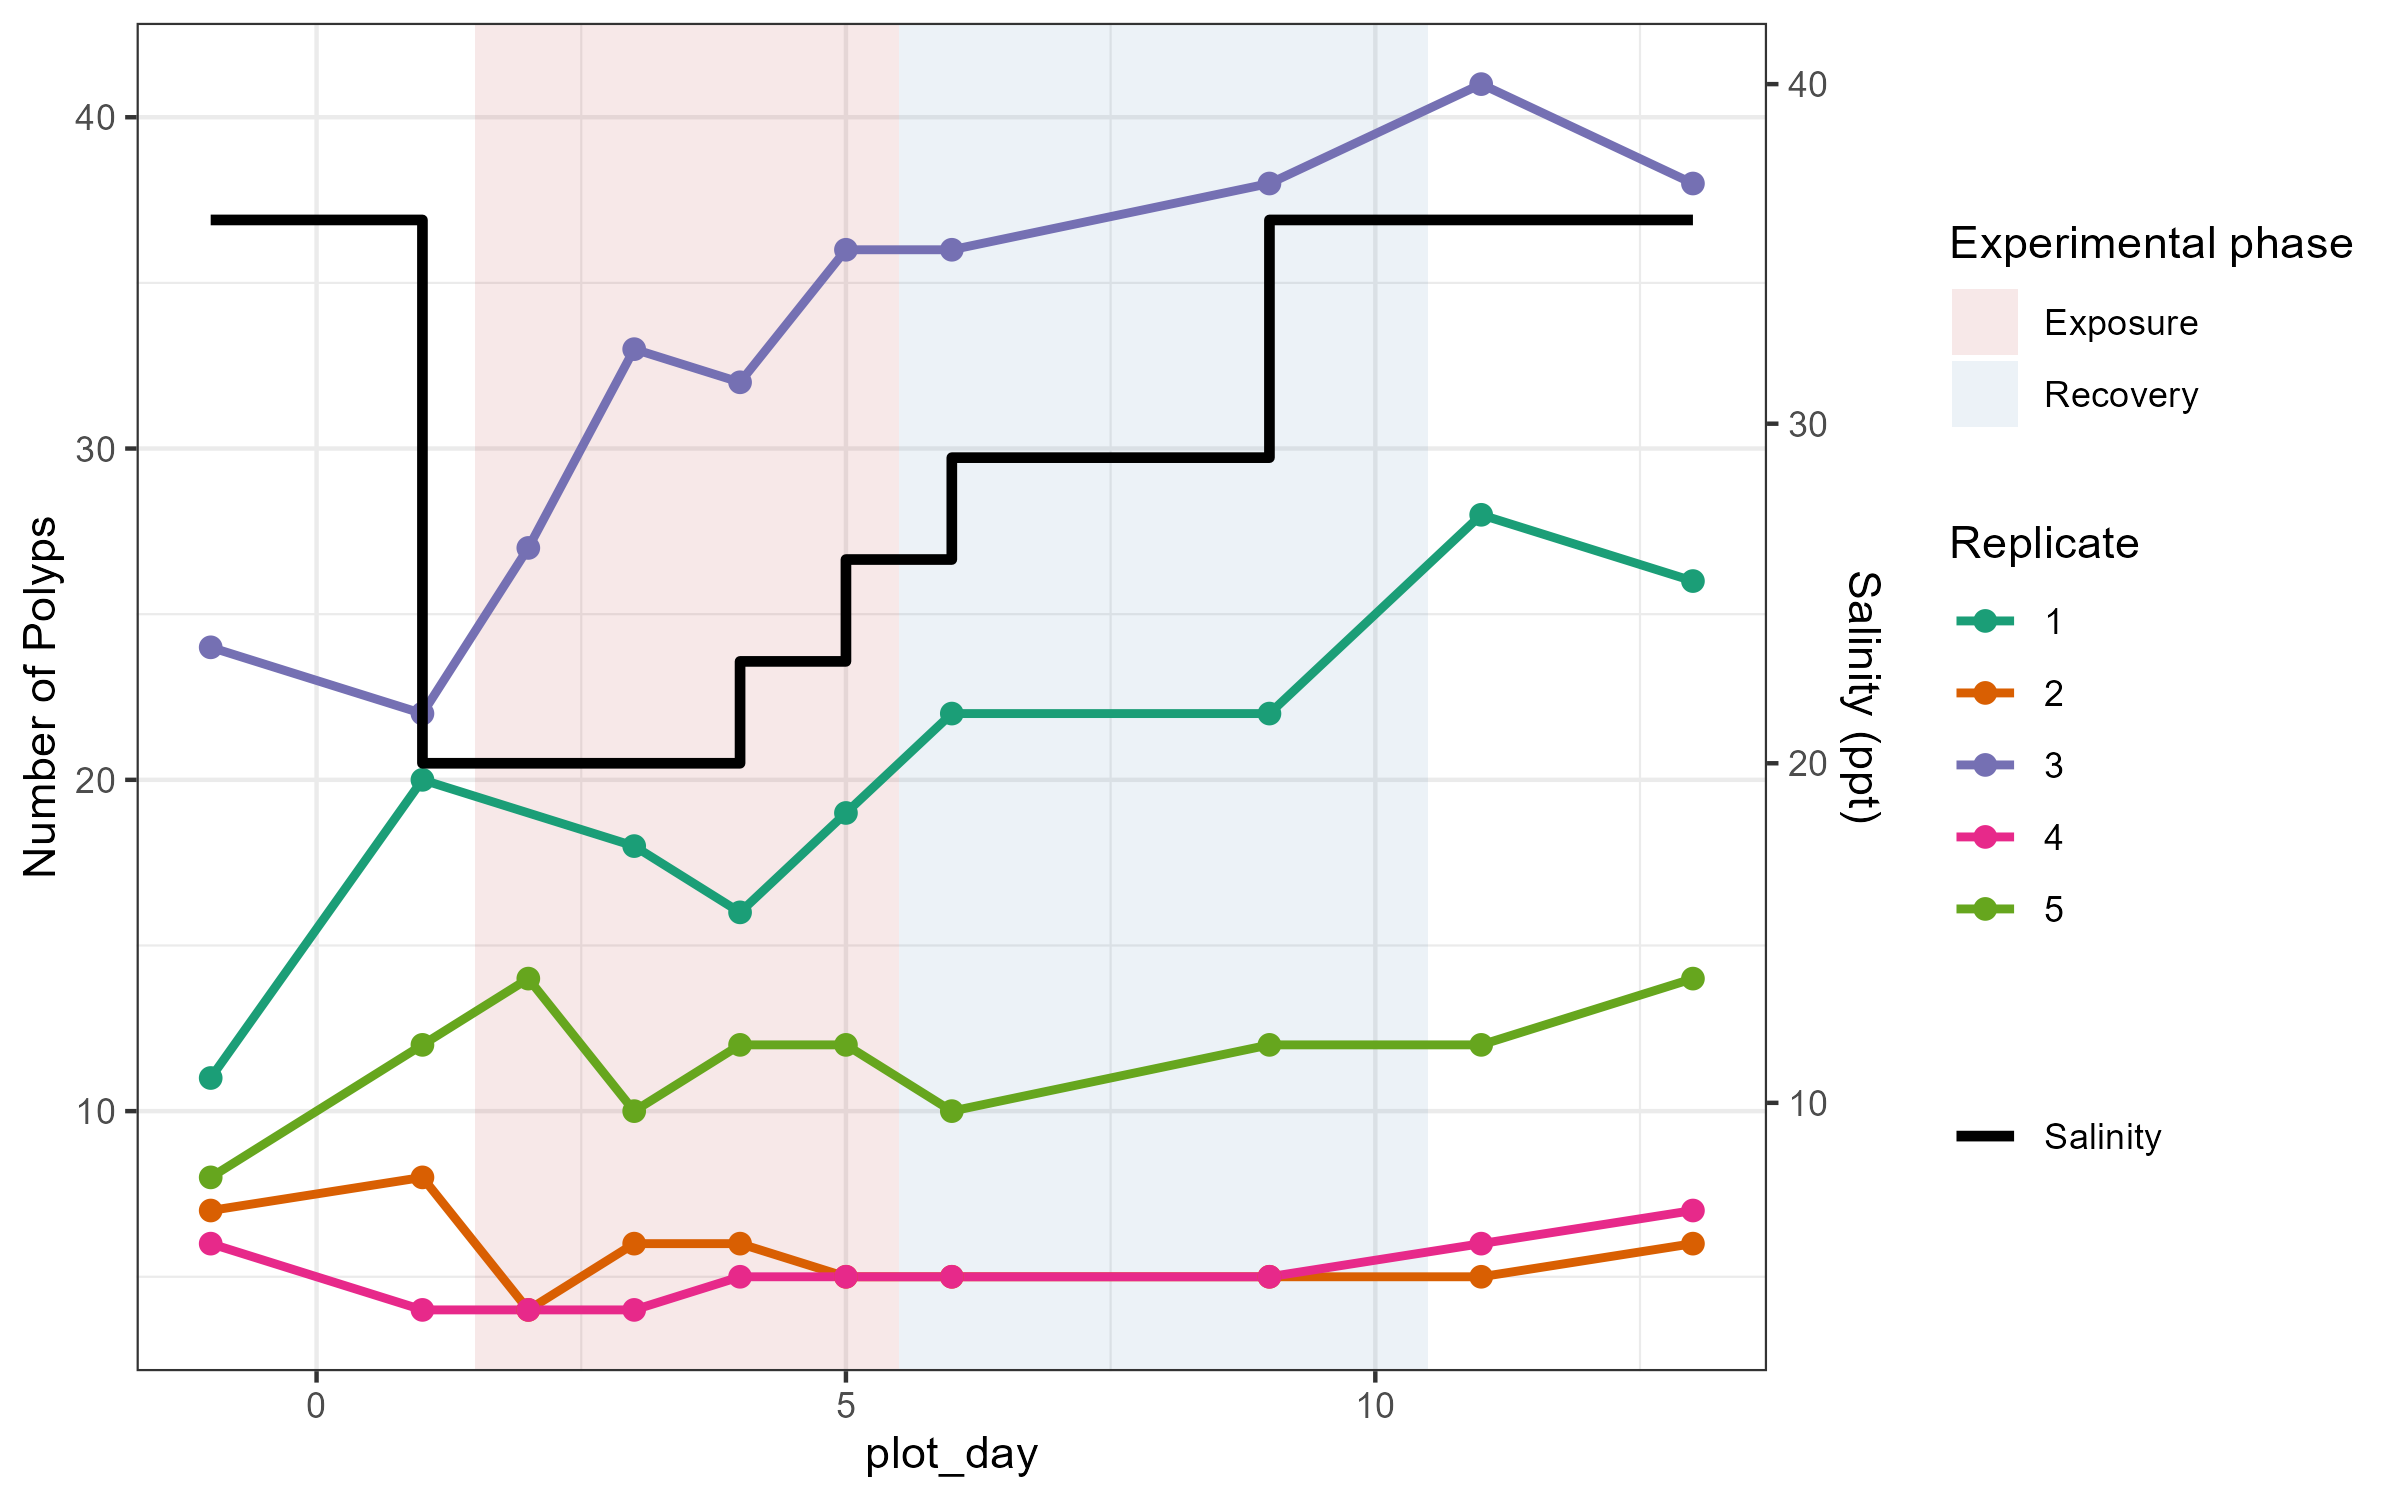 40
30
20
10
Number of Polyps
0
5
10
plot_day
40
30
20
10
Salinity (ppt)
Experimental phase
Exposure
Recovery
Replicate
1
2
3
4
5
Salinity